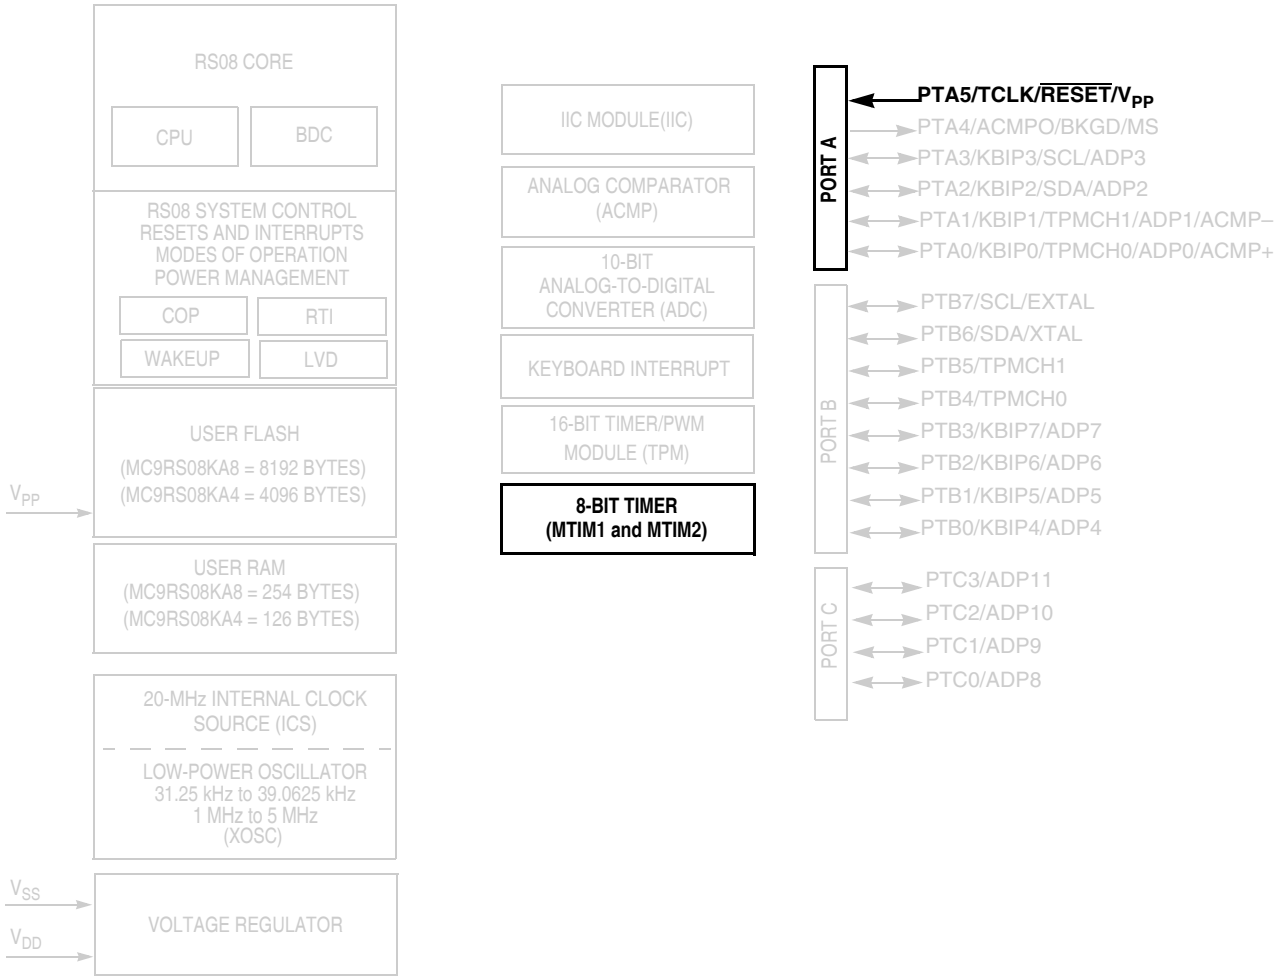 RS08 CORE
CPU
BDC
RS08 SYSTEM CONTROL
RESETS AND INTERRUPTS
MODES OF OPERATION
POWER MANAGEMENT
COP
RTI
WAKEUP
LVD
USER FLASH
(MC9RS08KA8 = 8192 BYTES)
(MC9RS08KA4 = 4096 BYTES)
VPP
USER RAM
(MC9RS08KA8 = 254 BYTES)
(MC9RS08KA4 = 126 BYTES)
20-MHz INTERNAL CLOCK
SOURCE (ICS)
LOW-POWER OSCILLATOR
31.25 kHz to 39.0625 kHz
1 MHz to 5 MHz
(XOSC)
VSS
VDD
VOLTAGE REGULATOR
IIC MODULE(IIC)
ANALOG COMPARATOR
(ACMP)
10-BIT
ANALOG-TO-DIGITAL
CONVERTER (ADC)
KEYBOARD INTERRUPT
16-BIT TIMER/PWM
MODULE (TPM)
8-BIT TIMER
(MTIM1 and MTIM2)
PORT A
PTA5/TCLK/RESET/VPP
PTA4/ACMPO/BKGD/MS
PTA3/KBIP3/SCL/ADP3
PTA2/KBIP2/SDA/ADP2
PTA1/KBIP1/TPMCH1/ADP1/ACMP–
PTA0/KBIP0/TPMCH0/ADP0/ACMP+
PORT B
PTB7/SCL/EXTAL
PTB6/SDA/XTAL
PTB5/TPMCH1
PTB4/TPMCH0
PTB3/KBIP7/ADP7
PTB2/KBIP6/ADP6
PTB1/KBIP5/ADP5
PTB0/KBIP4/ADP4
PORT C
PTC3/ADP11
PTC2/ADP10
PTC1/ADP9
PTC0/ADP8